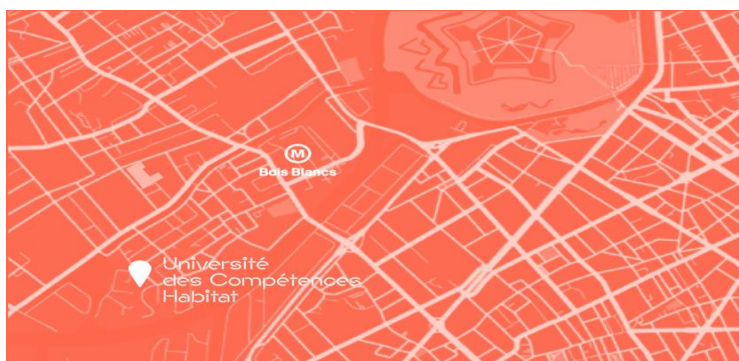 M
Bois Blancs
Université
des Compétences
Habitat